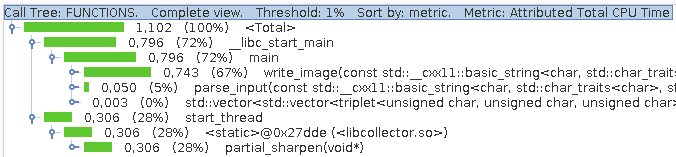 Call Tree: FUNCTIONS.   Complete view.   Threshold: 1%   Sort by: metric.   Metric: Attributed Total CPU Time
1,102 (100%) <Total>
0,796 (72%) __libc_start_main
0,796 (72%) main
0,743 (67%) write_image(const std::__cxx11::basic_string<char, std::char_traits
0,050 (5%) parse_input(const std::__cxx11::basic_string<char, std::char_traits<char>, st
0,003 (0%) std::vector<std::vector<triplet<unsigned char, unsigned char, unsigned char>
0,306 (28%) start_thread
0,306 (28%) <static>@0x27dde (<libcollector.so>)
0,306 (28%) partial_sharpen(void*)